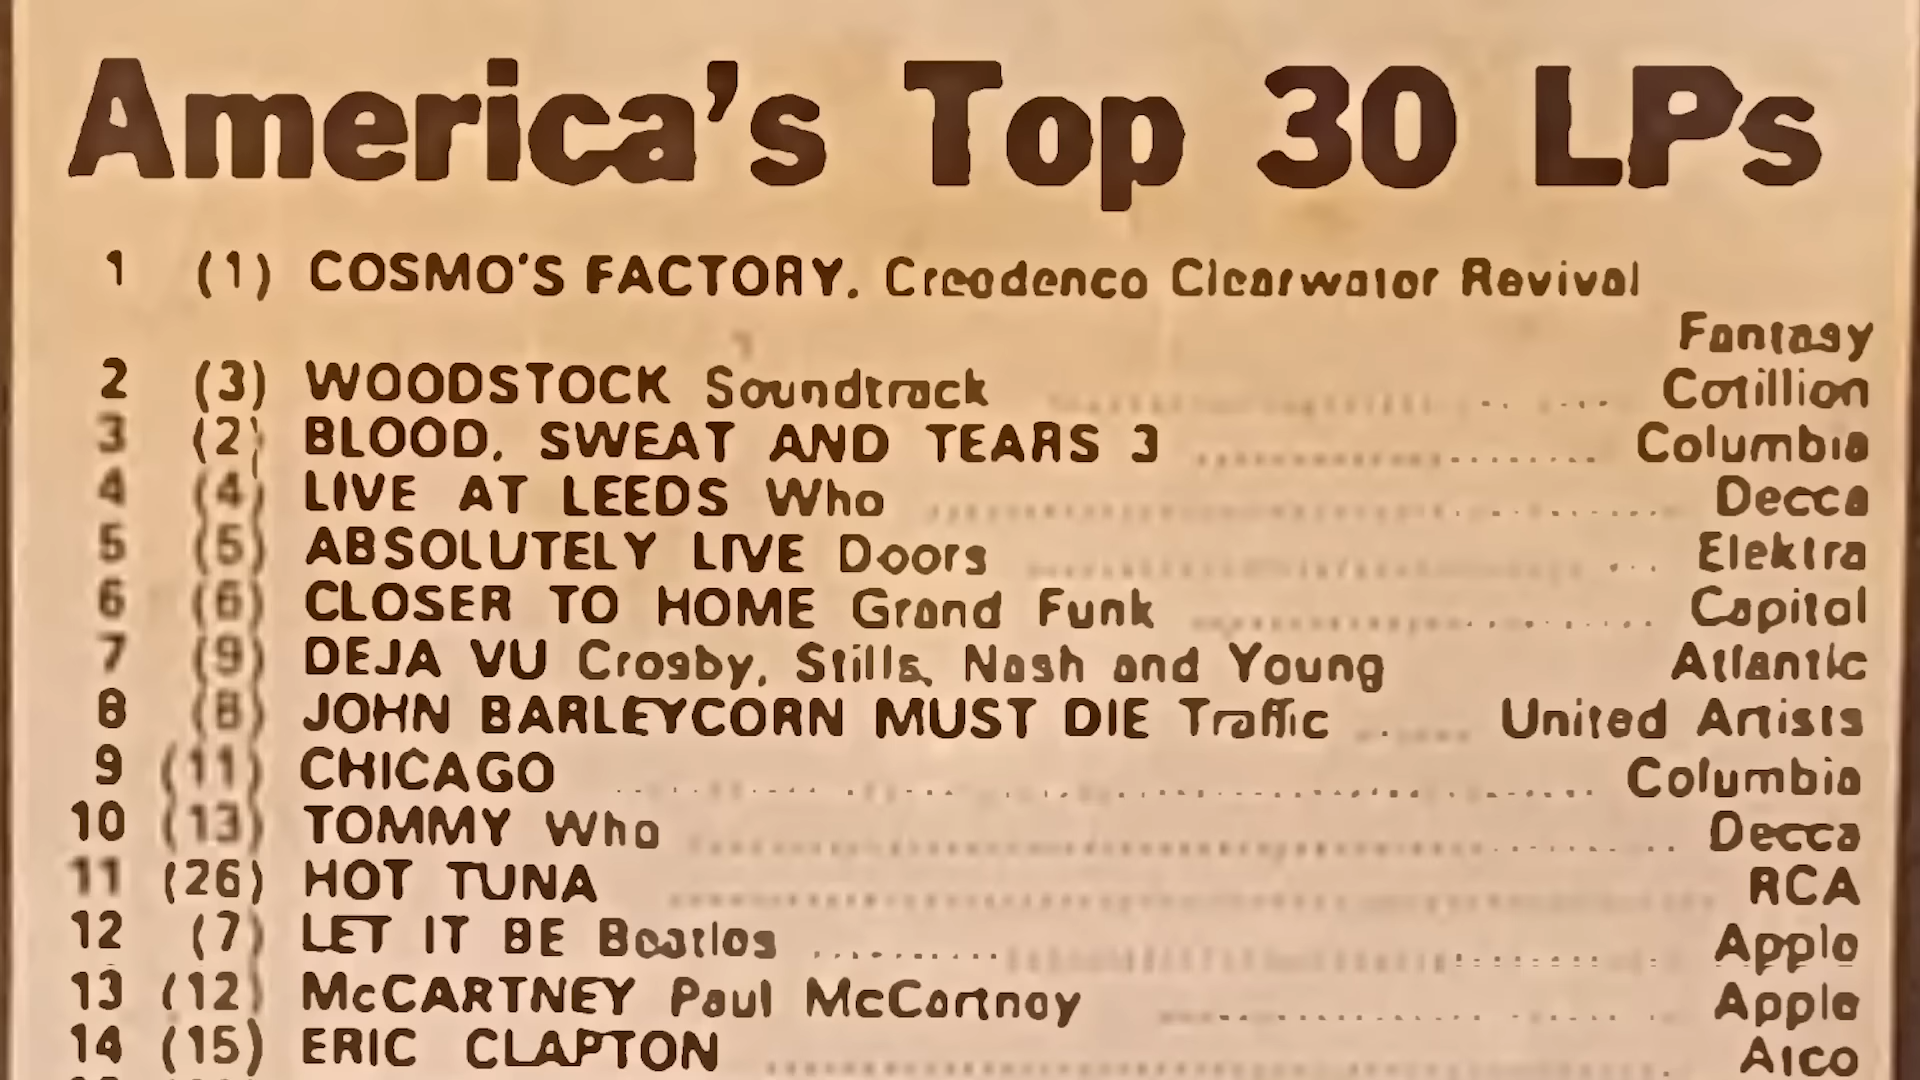 America's Top 30 LPs
1 (1) COSMO'S FACTORY. Creedence Clearwater Revival
Fantasy
2 (3) WOODSTOCK Soundtrack Cotillion
3 (2) BLOOD, SWEAT AND TEARS 3 Columbia
4 (4) LIVE AT LEEDS Who Decca
5 (5) ABSOLUTELY LIVE Doors Elektra
6 (6) CLOSER TO HOME Grand Funk Capitol
7 (9) DEJA VU Crosby, Stills, Nash and Young Atlantic
8 (8) JOHN BARLEYCORN MUST DIE Traffic United Artists
9 (11) CHICAGO Columbia
10 (13) TOMMY Who Decca
11 (26) HOT TUNA RCA
12 (7) LET IT BE Beatles Apple
13 (12) McCARTNEY Paul McCartney Apple
14 (15) ERIC CLAPTON Atco